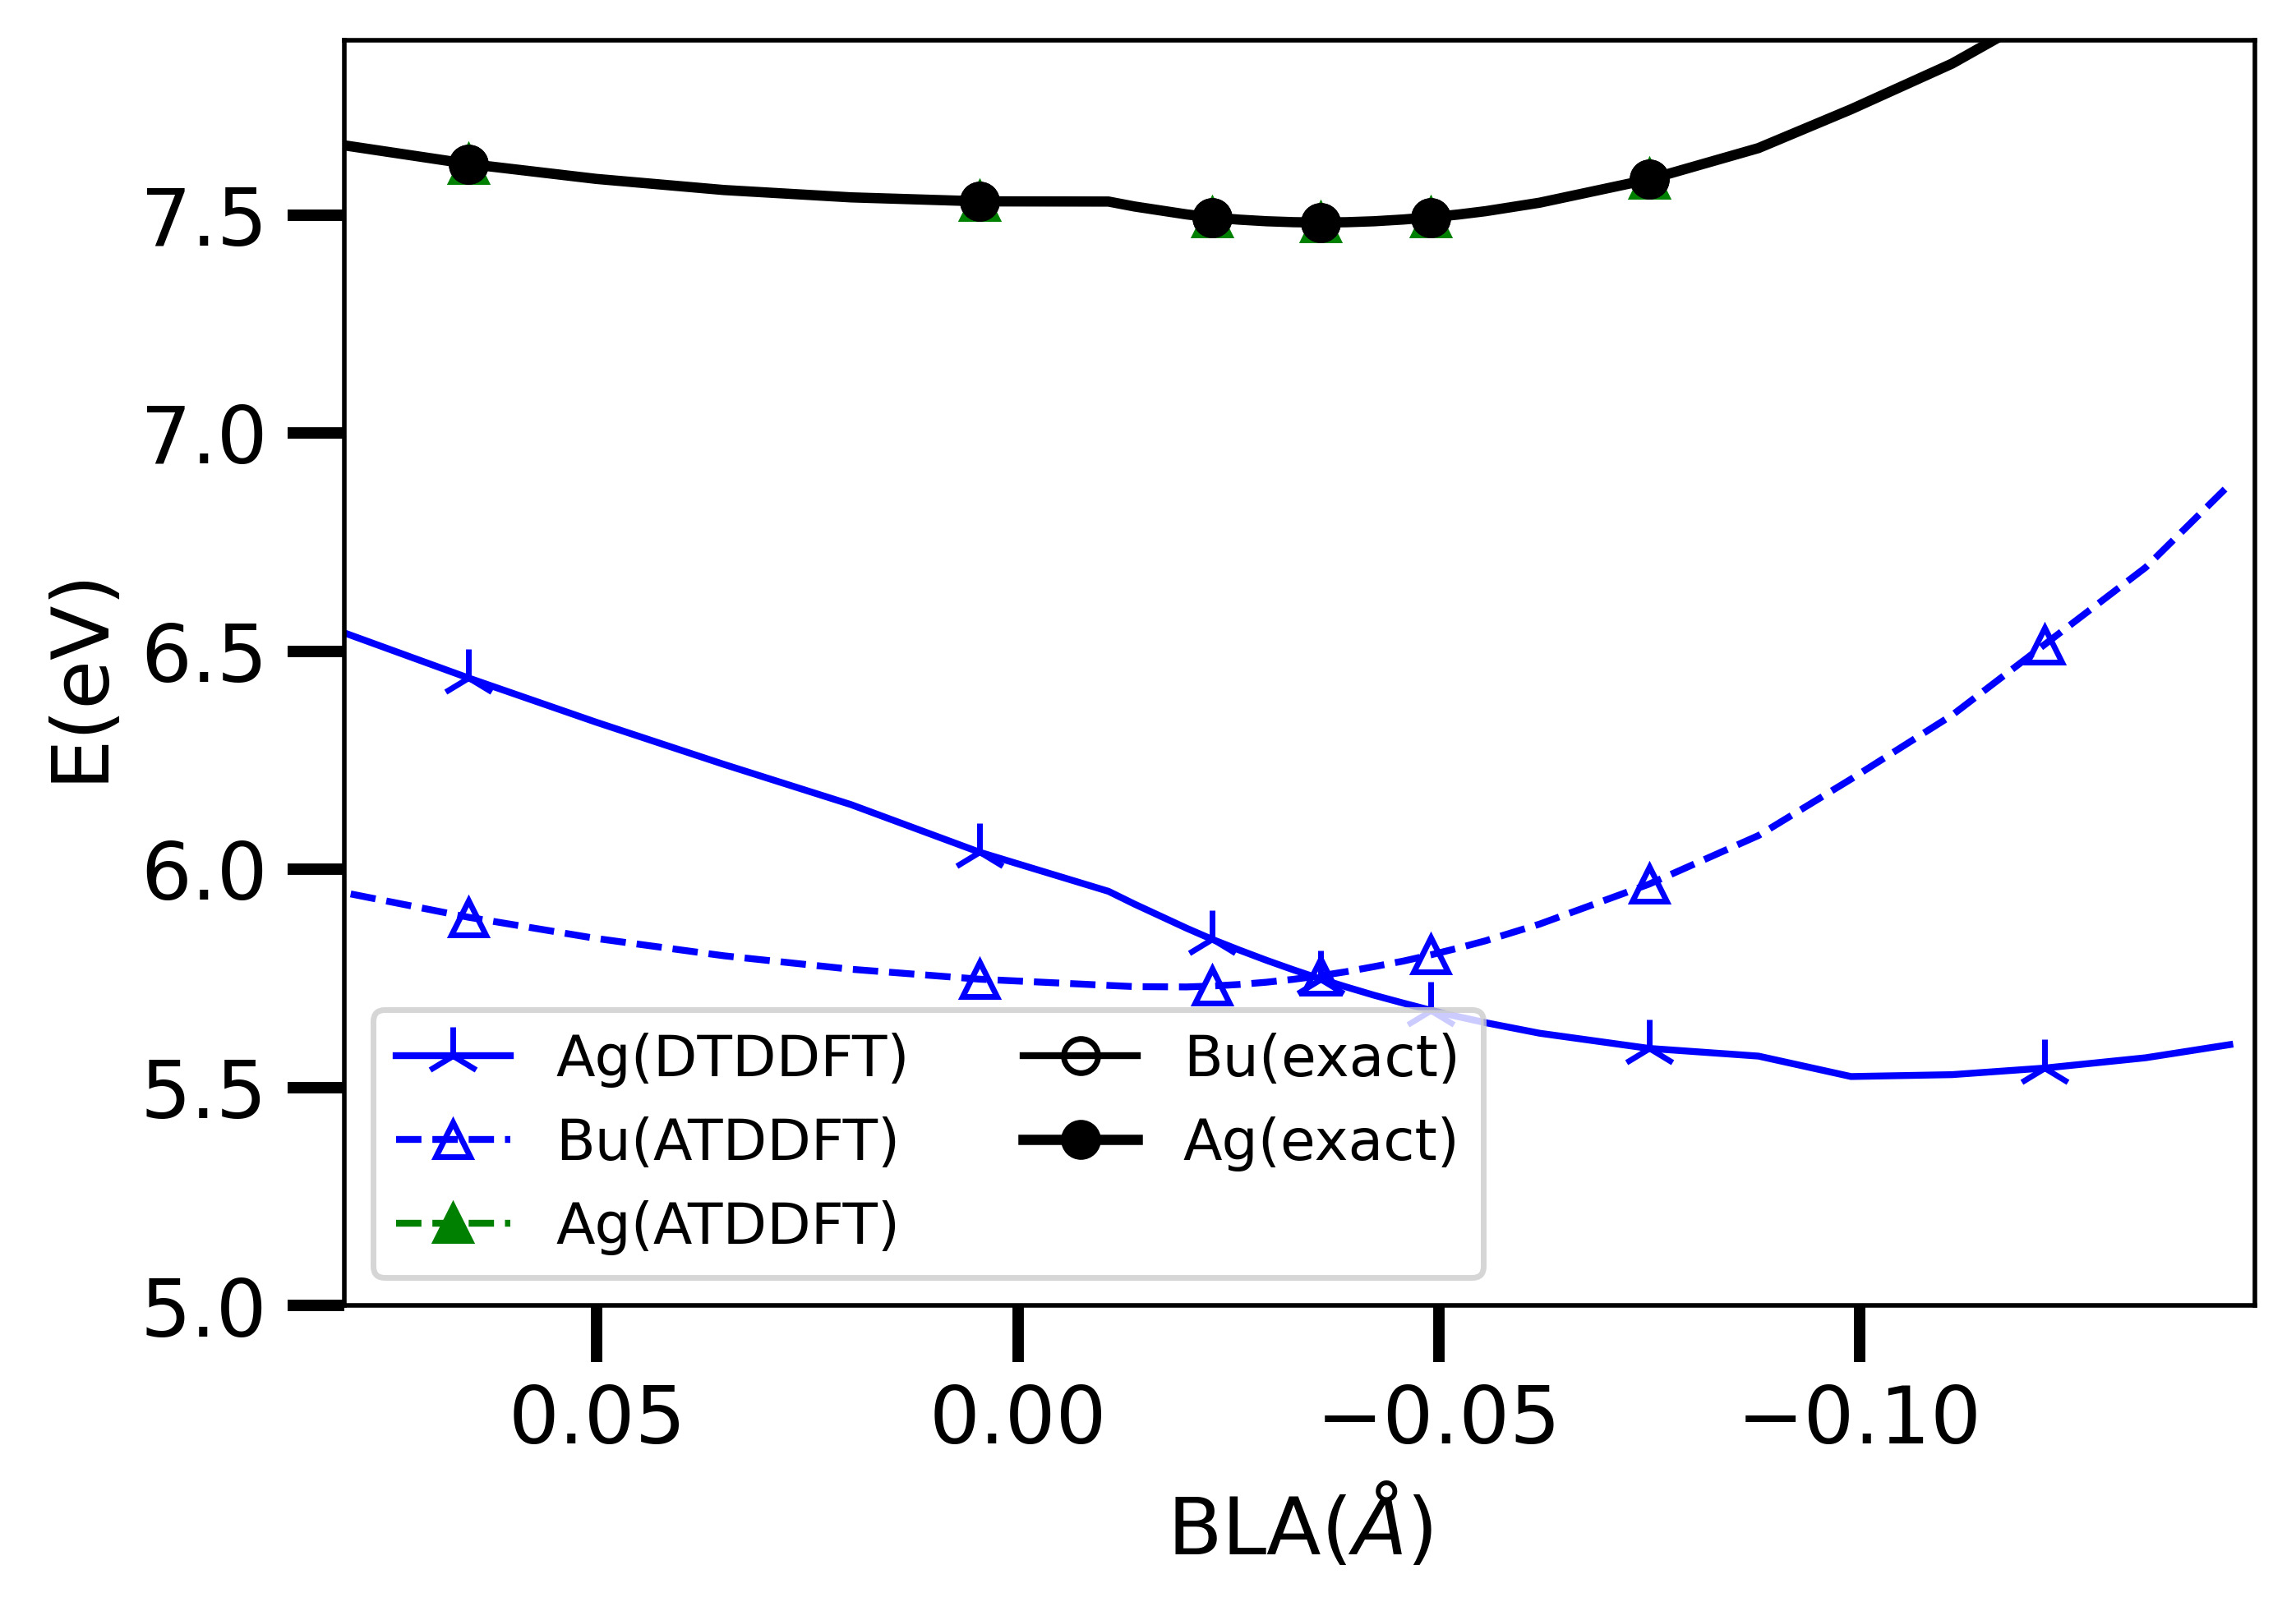 7.5
7.0
6.5
6.0
5.5
5.0
E(eV)
Ag(DTDDFT)
Bu(ATDDFT)
Ag(ATDDFT)
Bu(exact)
Ag(exact)
0.05
0.00
−0.05
−0.10
BLA(Å)